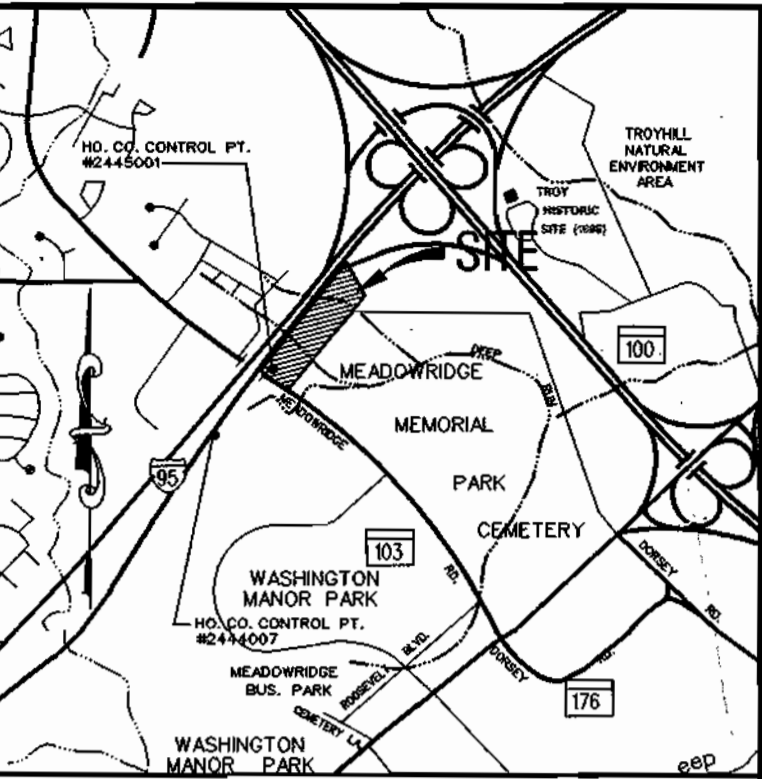 HO. CO. CONTROL PT.
#2445001
TROYHILL
NATURAL
ENVIRONMENT
AREA
TROY
HISTORIC
SITE
SITE
100
MEADOWRIDGE
DEEP
RUN
MEADOWRIDGE
MEMORIAL
PARK
CEMETERY
95
103
RD.
DORSEY
RD.
WASHINGTON
MANOR PARK
HO. CO. CONTROL PT.
#2444007
ROOSEVELT BLVD.
DORSEY
RD.
MEADOWRIDGE
BUS. PARK
176
CEMETERY LA.
WASHINGTON
MANOR PARK
eep